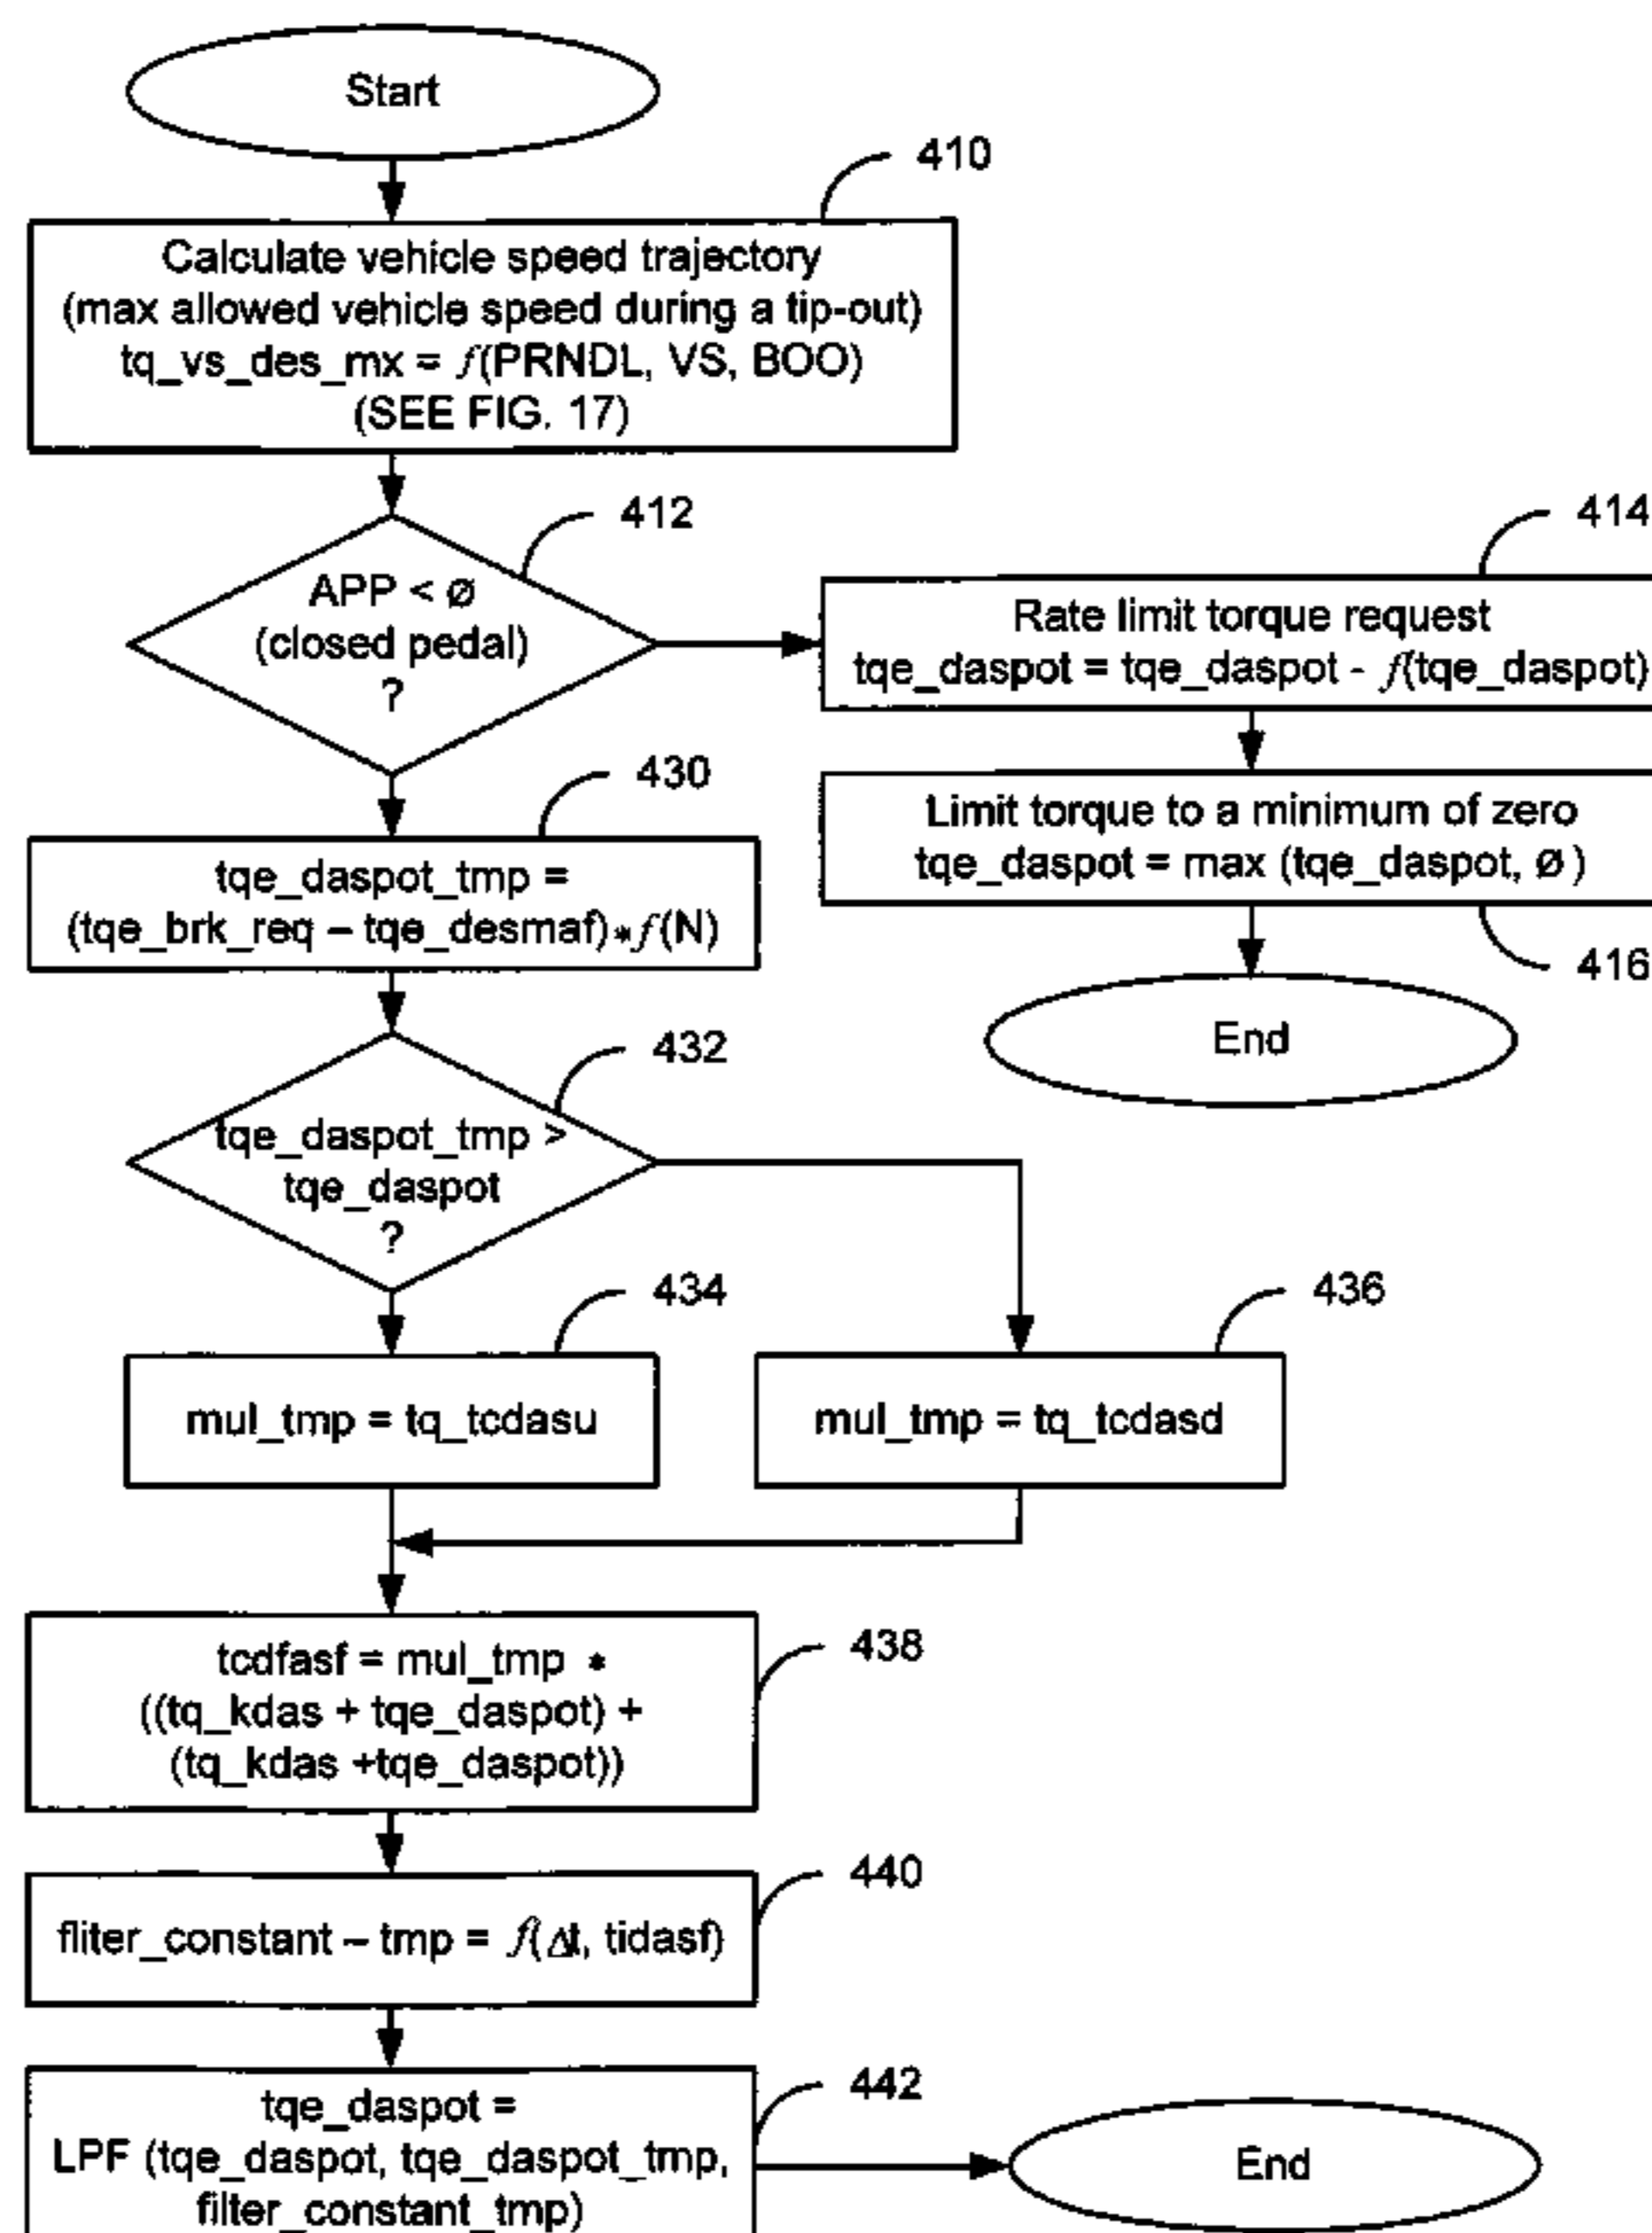 Start
410
Calculate vehicle speed trajectory
(max allowed vehicle speed during a tip-out)
tq_vs_des_mx = f(PRNDL, VS, BOO)
(SEE FIG. 17)
412
APP < ø
(closed pedal)
?
414
Rate limit torque request
tqe_daspot = tqe_daspot - f(tqe_daspot)
Limit torque to a minimum of zero
tqe_daspot = max (tqe_daspot, ø )
416
End
430
tqe_daspot_tmp =
(tqe_brk_req – tqe_desmaf)*f(N)
432
tqe_daspot_tmp >
tqe_daspot
?
434
mul_tmp = tq_tcdasu
436
mul_tmp = tq_tcdasd
438
tcdfasf = mul_tmp *
((tq_kdas + tqe_daspot) +
(tq_kdas +tqe_daspot))
440
fliter_constant – tmp = f(Δt, tidasf)
442
tqe_daspot =
LPF (tqe_daspot, tqe_daspot_tmp,
filter_constant_tmp)
End